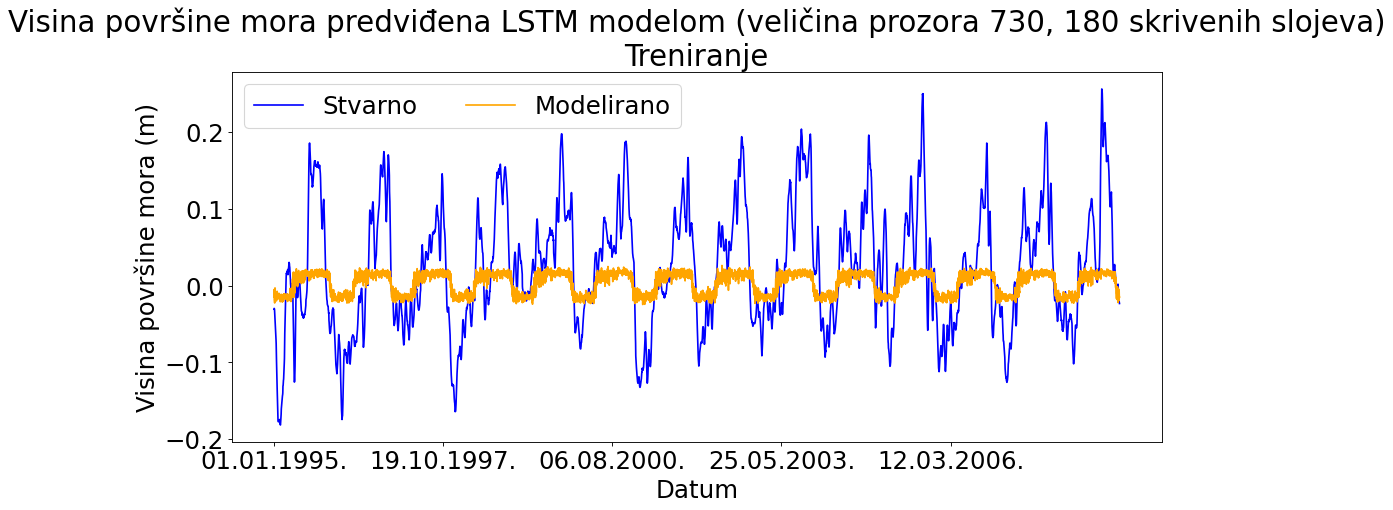 Visina površine mora predviđena LSTM modelom (veličina prozora 730, 180 skrivenih slojeva)
Treniranje
Stvarno Modelirano
Visina površine mora (m)
0.2
0.1
0.0
−0.1
−0.2
01.01.1995. 19.10.1997. 06.08.2000. 25.05.2003. 12.03.2006.
Datum